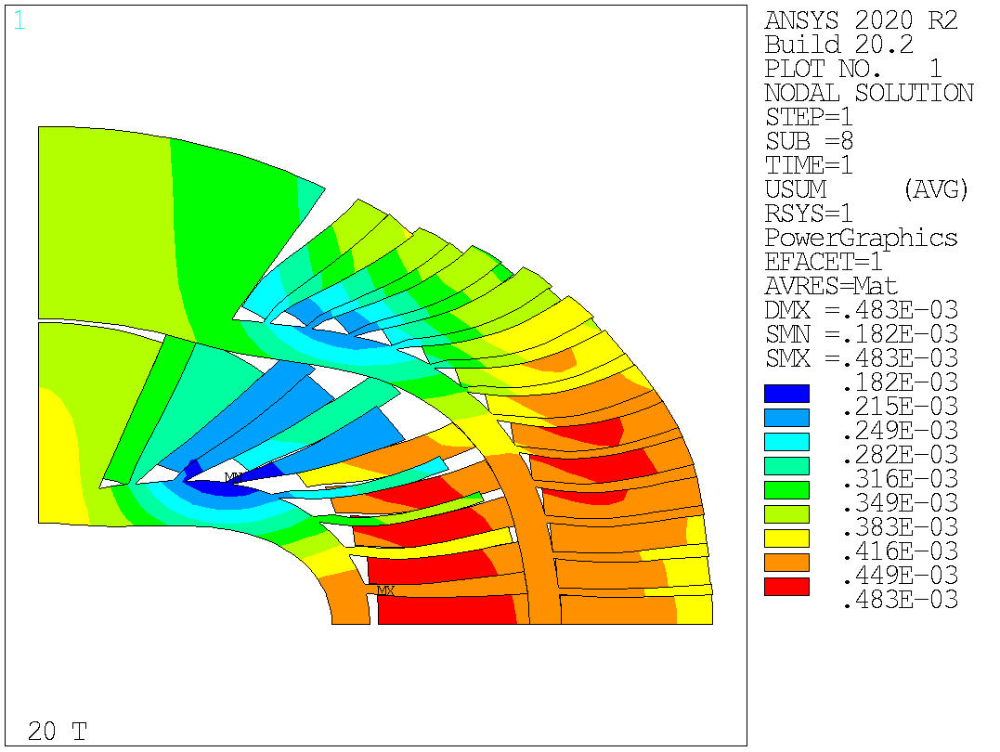 1
ANSYS 2020 R2
Build 20.2
PLOT NO. 1
NODAL SOLUTION
STEP=1
SUB =8
TIME=1
USUM (AVG)
RSYS=1
PowerGraphics
EFACET=1
AVRES=Mat
DMX =.483E-03
SMN =.182E-03
SMX =.483E-03
.182E-03
.215E-03
.249E-03
.282E-03
.316E-03
.349E-03
.383E-03
.416E-03
.449E-03
.483E-03
MN
MX
20 T